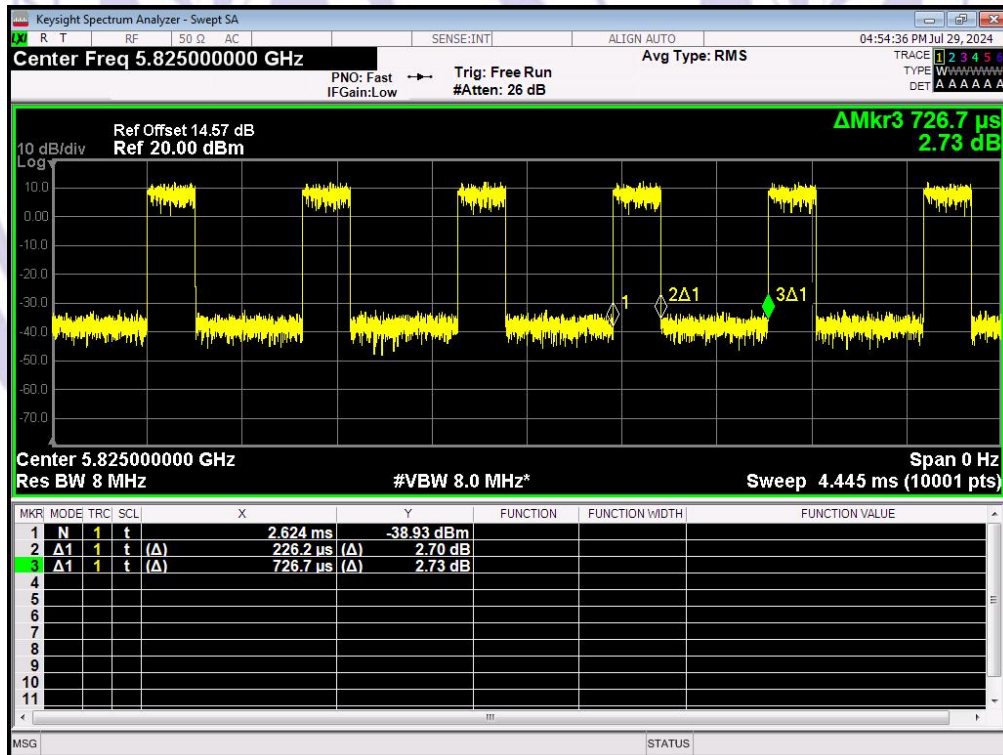 Keysight Spectrum Analyzer - Swept SA
LXI R T RF 50 Ω AC SENSE:INT ALIGN AUTO 04:54:36 PM Jul 29, 2024
Center Freq 5.825000000 GHz
PNO: Fast
IFGain:Low
Trig: Free Run
#Atten: 26 dB
Avg Type: RMS
TRACE 1 2 3 4 5 6
TYPE W
DET A A A A A A
ΔMkr3 726.7 µs
2.73 dB
Ref Offset 14.57 dB
10 dB/div Ref 20.00 dBm
Log
10.0
0.00
-10.0
-20.0
-30.0
-40.0
-50.0
-60.0
-70.0
1 2Δ1 3Δ1
Center 5.825000000 GHz Span 0 Hz
Res BW 8 MHz #VBW 8.0 MHz* Sweep 4.445 ms (10001 pts)
MKR MODE TRC SCL X Y FUNCTION FUNCTION WIDTH FUNCTION VALUE
1 N 1 t 2.624 ms -38.93 dBm
2 Δ1 1 t (Δ) 226.2 µs (Δ) 2.70 dB
3 Δ1 1 t (Δ) 726.7 µs (Δ) 2.73 dB
4
5
6
7
8
9
10
11
MSG STATUS